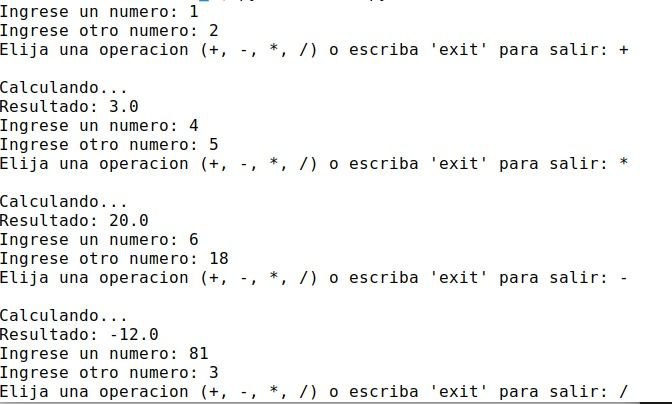 Ingrese un numero: 1
Ingrese otro numero: 2
Elija una operacion (+, -, *, /) o escriba 'exit' para salir: +
Calculando...
Resultado: 3.0
Ingrese un numero: 4
Ingrese otro numero: 5
Elija una operacion (+, -, *, /) o escriba 'exit' para salir: *
Calculando...
Resultado: 20.0
Ingrese un numero: 6
Ingrese otro numero: 18
Elija una operacion (+, -, *, /) o escriba 'exit' para salir: -
Calculando...
Resultado: -12.0
Ingrese un numero: 81
Ingrese otro numero: 3
Elija una operacion (+, -, *, /) o escriba 'exit' para salir: /